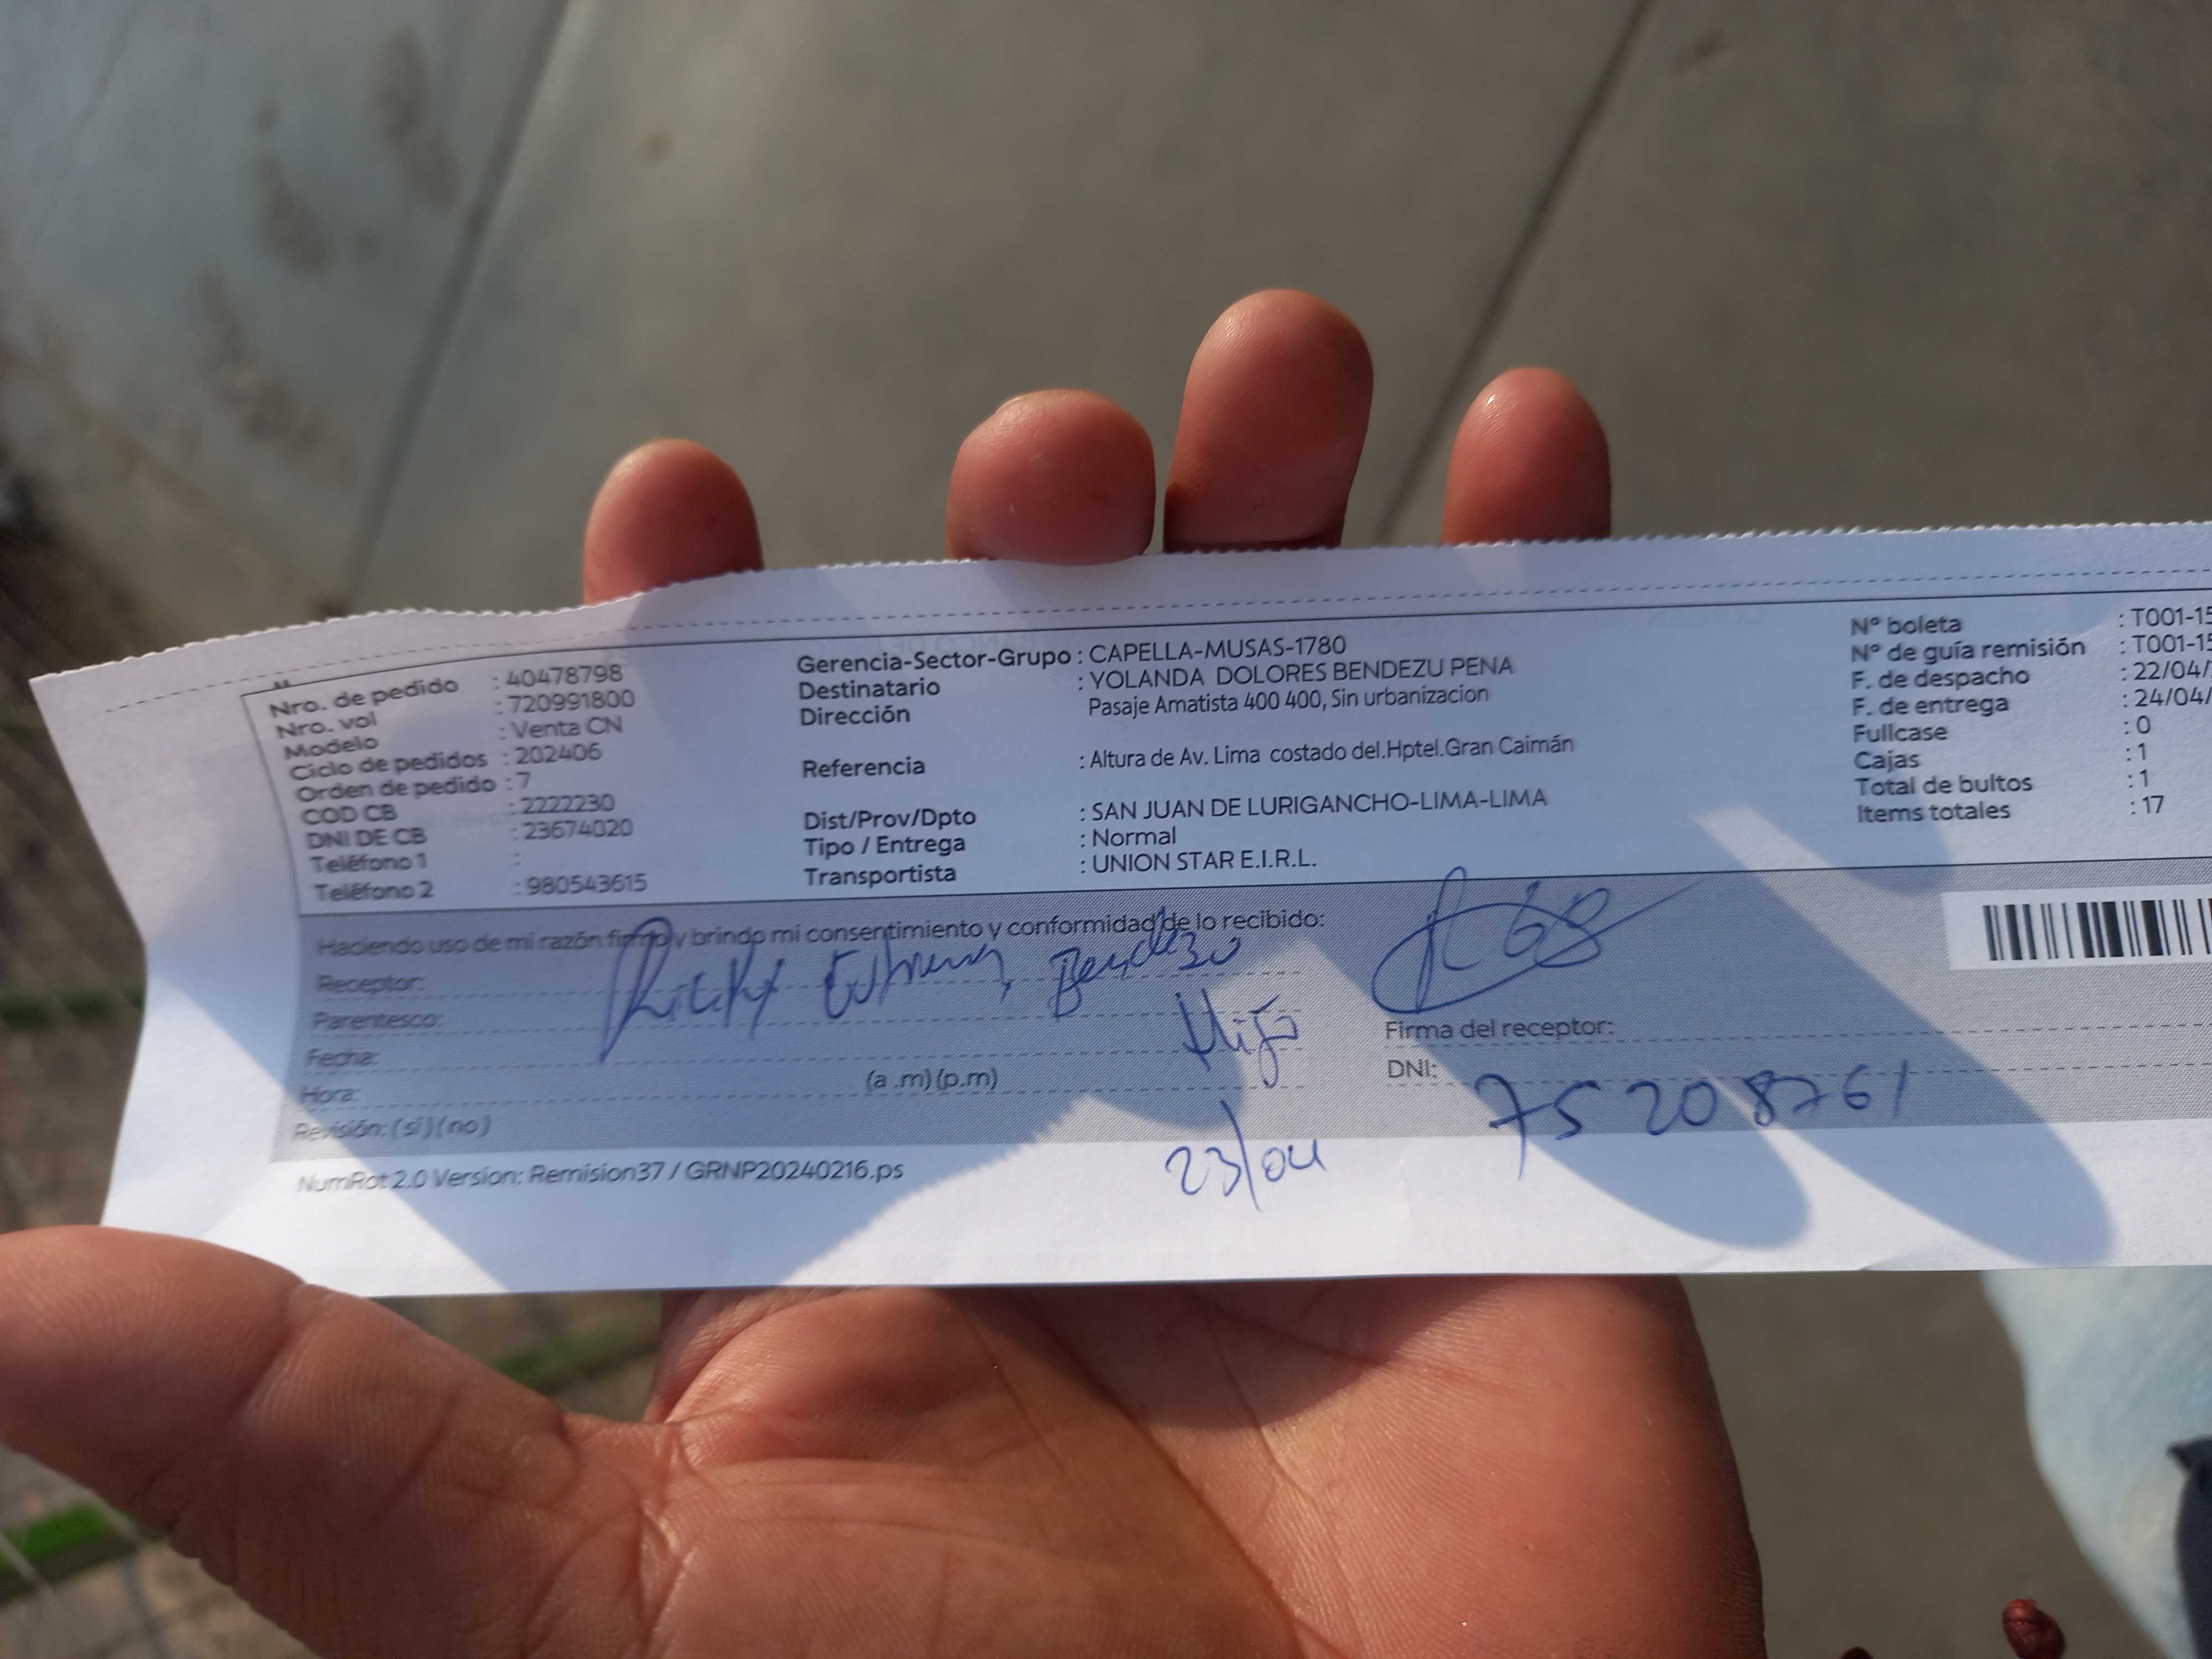 Nro. de pedido : 40478798
Nro. vol : 720991800
Modelo : Venta CN
Ciclo de pedidos : 202406
Orden de pedido : 7
COD CB : 2222230
DNI DE CB : 23674020
Teléfono 1 :
Teléfono 2 : 980543615
Gerencia-Sector-Grupo : CAPELLA-MUSAS-1780
Destinatario : YOLANDA DOLORES BENDEZU PENA
Dirección Pasaje Amatista 400 400, Sin urbanizacion
Referencia : Altura de Av. Lima costado del.Hptel.Gran Caimán
Dist/Prov/Dpto : SAN JUAN DE LURIGANCHO-LIMA-LIMA
Tipo / Entrega : Normal
Transportista : UNION STAR E.I.R.L.
Nº boleta : T001-15
Nº de guía remisión : T001-15
F. de despacho : 22/04/
F. de entrega : 24/04/
Fullcase : 0
Cajas : 1
Total de bultos : 1
Items totales : 17
Haciendo uso de mi razón firmo y brindo mi consentimiento y conformidad de lo recibido:
Receptor: Bendezu
Parentesco: Hijo
Fecha: 23/04
Hora: (a .m) (p.m)
Revisión: ( si ) ( no )
Firma del receptor:
DNI: 75208761
NumRot 2.0 Version: Remision37 / GRNP20240216.ps